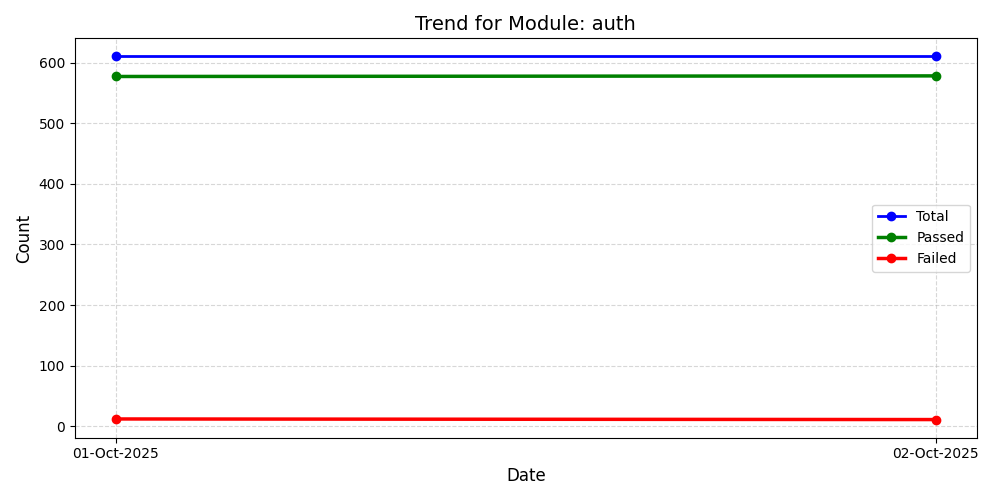 Trend for Module: auth
600
500
400
300
200
100
0
Count
Total
Passed
Failed
01-Oct-2025
02-Oct-2025
Date